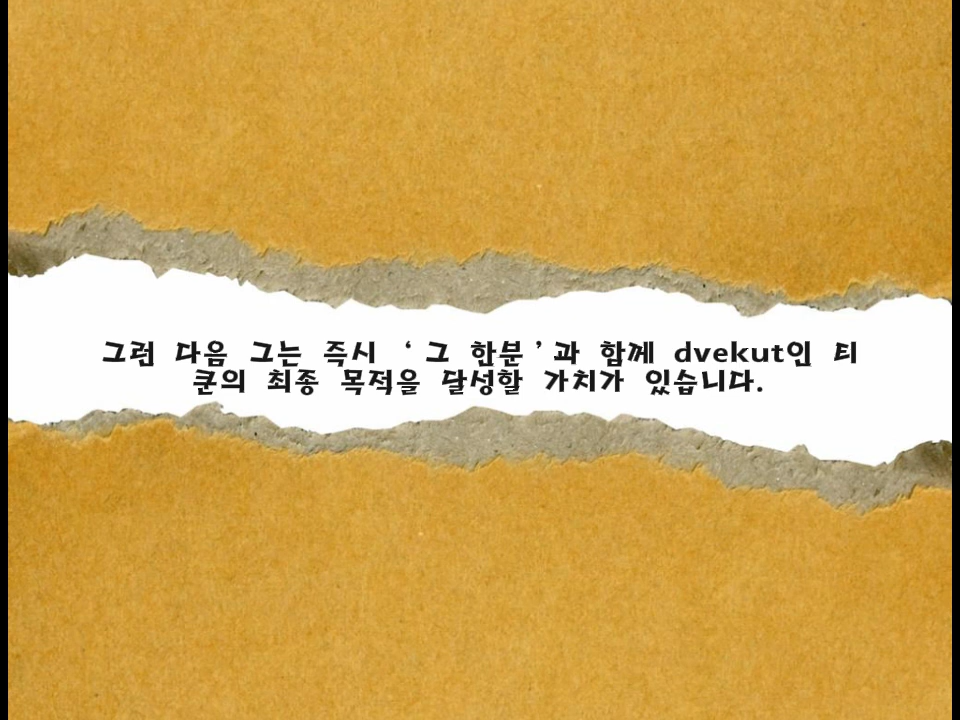 그런 다음 그는 즉시 ‘그 한분’과 함께 dvekut인 티
쿤의 최종 목적을 달성할 가치가 있습니다.